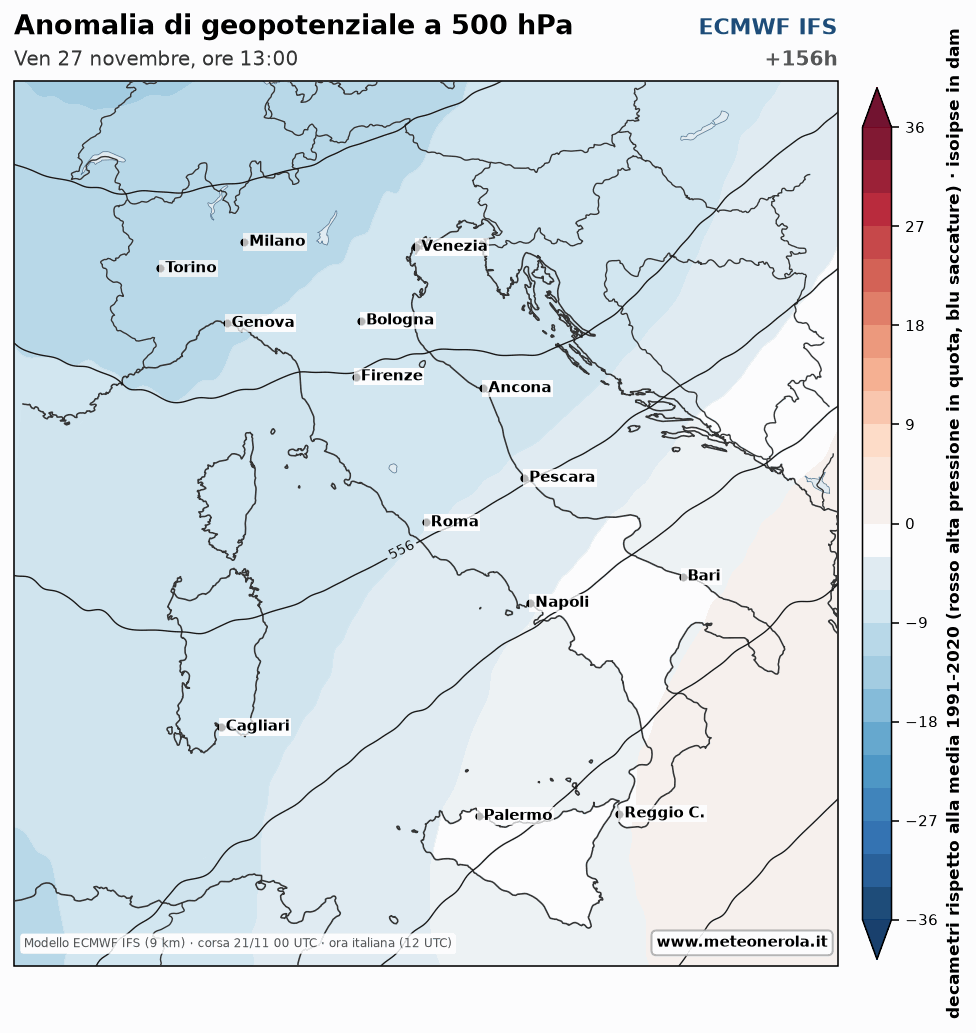 Anomalia di geopotenziale a 500 hPa
ECMWF IFS
Ven 27 novembre, ore 13:00
+156h
Milano
Venezia
Torino
Genova
Bologna
Firenze
Ancona
Pescara
Roma
556
Bari
Napoli
Cagliari
Palermo
Reggio C.
Modello ECMWF IFS (9 km) · corsa 21/11 00 UTC · ora italiana (12 UTC)
www.meteonerola.it
36
27
18
9
0
−9
−18
−27
−36
decametri rispetto alla media 1991-2020 (rosso alta pressione in quota, blu saccature) · isoipse in dam